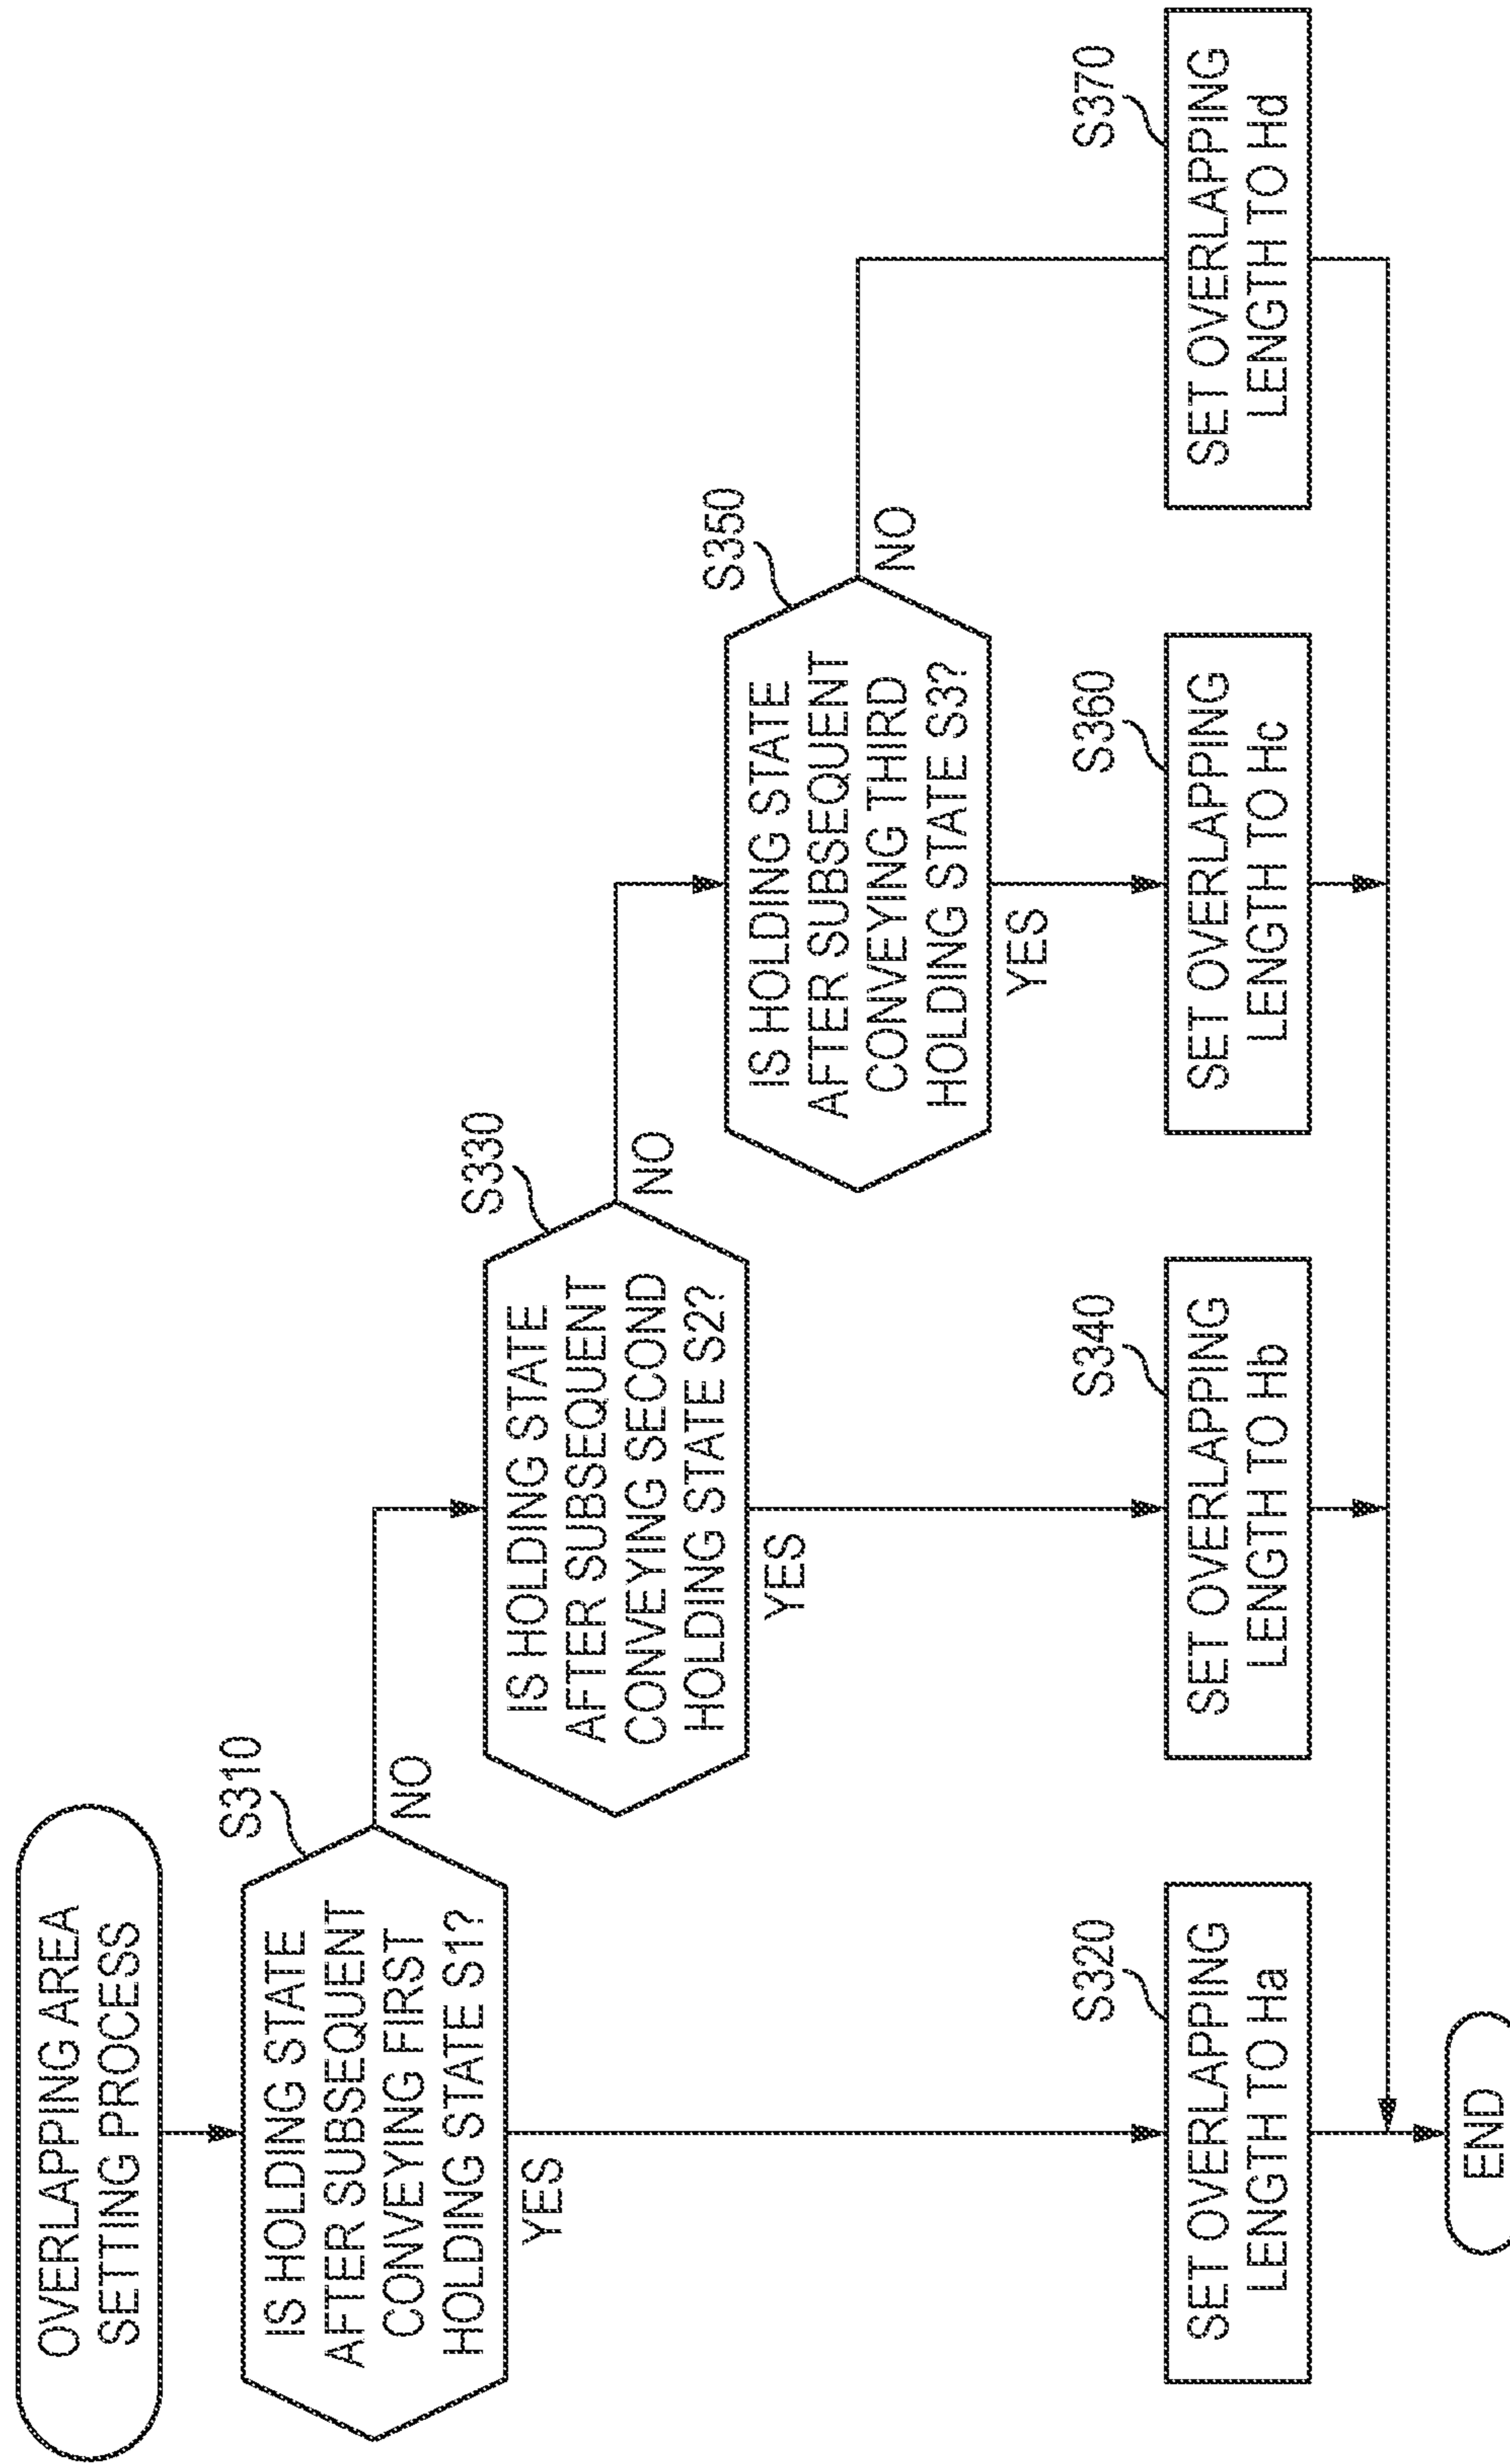 OVERLAPPING AREA
SETTING PROCESS
S310
IS HOLDING STATE
AFTER SUBSEQUENT
CONVEYING FIRST
HOLDING STATE S1?
NO
YES
S330
IS HOLDING STATE
AFTER SUBSEQUENT
CONVEYING SECOND
HOLDING STATE S2?
NO
YES
S350
IS HOLDING STATE
AFTER SUBSEQUENT
CONVEYING THIRD
HOLDING STATE S3?
NO
YES
S320
SET OVERLAPPING
LENGTH TO Ha
S340
SET OVERLAPPING
LENGTH TO Hb
S360
SET OVERLAPPING
LENGTH TO Hc
S370
SET OVERLAPPING
LENGTH TO Hd
END